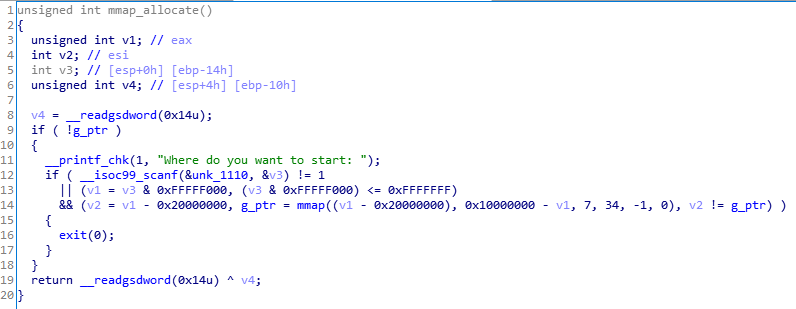 1 unsigned int mmap_allocate()
2 {
3   unsigned int v1; // eax
4   int v2; // esi
5   int v3; // [esp+0h] [ebp-14h]
6   unsigned int v4; // [esp+4h] [ebp-10h]
7
8   v4 = __readgsdword(0x14u);
9   if ( !g_ptr )
10   {
11     __printf_chk(1, "Where do you want to start: ");
12     if ( __isoc99_scanf(&unk_1110, &v3) != 1
13       || (v1 = v3 & 0xFFFFF000, (v3 & 0xFFFFF000) <= 0xFFFFFFF)
14       && (v2 = v1 - 0x20000000, g_ptr = mmap((v1 - 0x20000000), 0x10000000 - v1, 7, 34, -1, 0), v2 != g_ptr) )
15     {
16       exit(0);
17     }
18   }
19   return __readgsdword(0x14u) ^ v4;
20 }